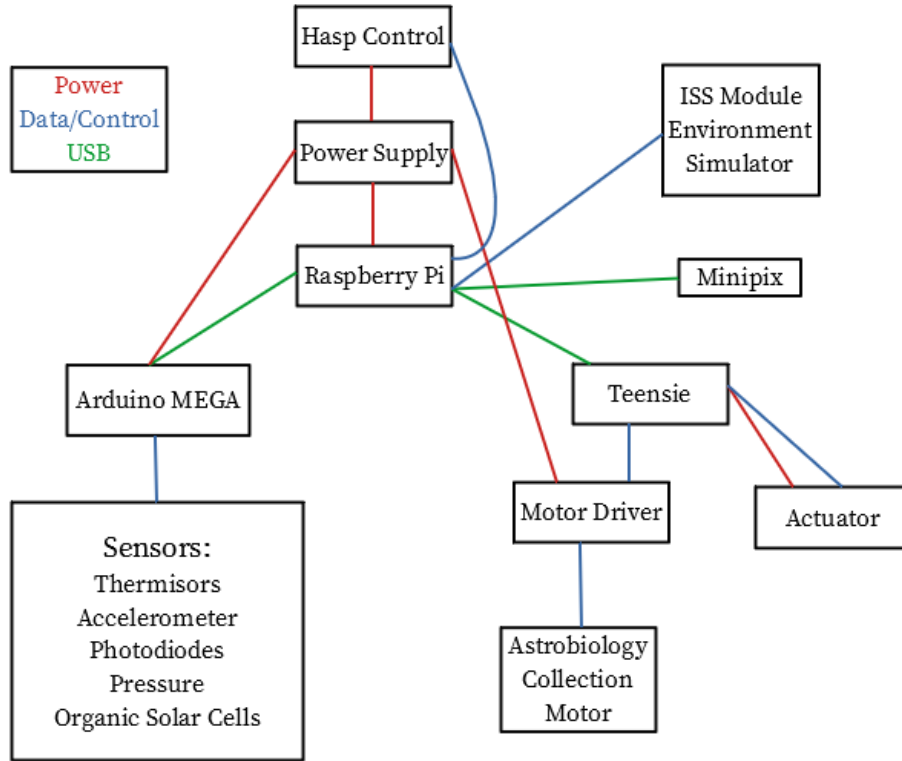 Hasp Control
Power
Data/Control
USB
Power Supply
ISS Module
Environment
Simulator
Raspberry Pi
Minipix
Arduino MEGA
Teensie
Motor Driver
Actuator
Sensors:
Thermisors
Accelerometer
Photodiodes
Pressure
Organic Solar Cells
Astrobiology
Collection
Motor